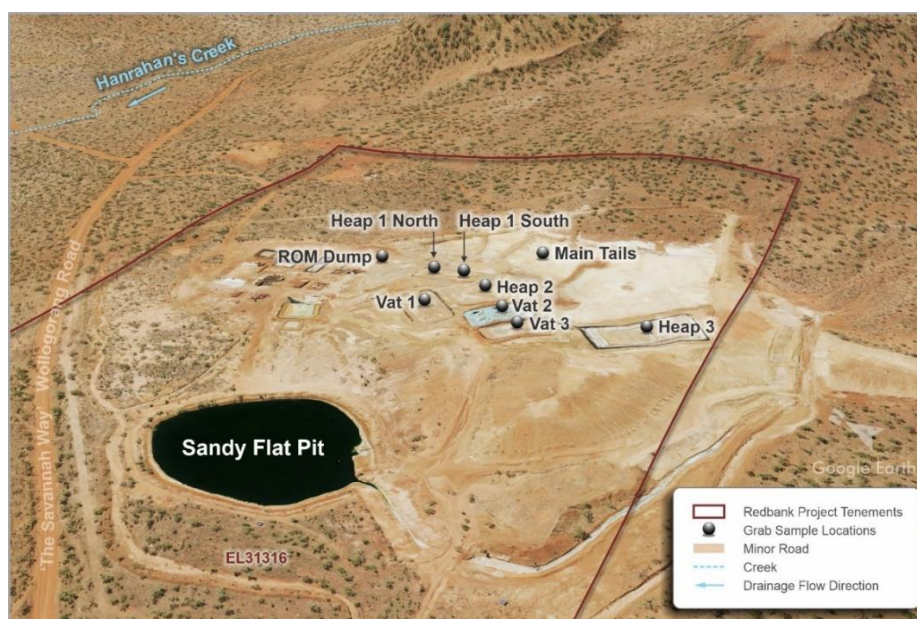 Hanrahan's Creek
'The Savannah Way' Wollogorang Road
Heap 1 North
Heap 1 South
ROM Dump
Main Tails
Heap 2
Vat 1
Vat 2
Vat 3
Heap 3
Sandy Flat Pit
EL31316
Google Earth
Redbank Project Tenements
Grab Sample Locations
Minor Road
Creek
Drainage Flow Direction